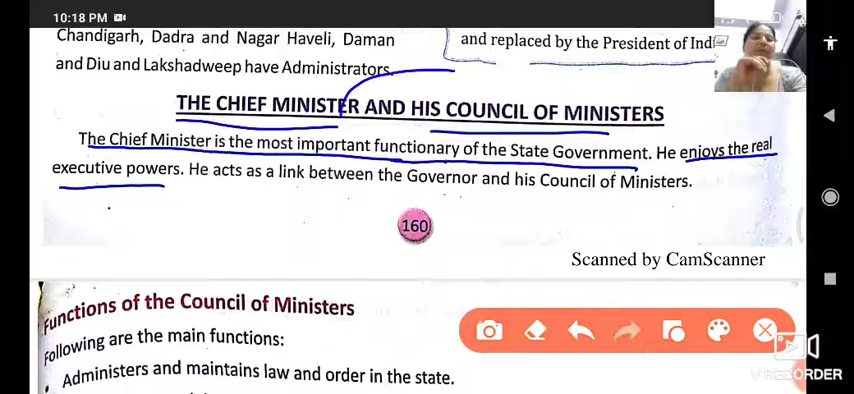 10:18 PM
Chandigarh, Dadra and Nagar Haveli, Daman
and Diu and Lakshadweep have Administrators.
and replaced by the President of Indi
THE CHIEF MINISTER AND HIS COUNCIL OF MINISTERS
The Chief Minister is the most important functionary of the State Government. He enjoys the real
executive powers. He acts as a link between the Governor and his Council of Ministers.
160
Scanned by CamScanner
Functions of the Council of Ministers
Following are the main functions:
• Administers and maintains law and order in the state.
VRECORDER